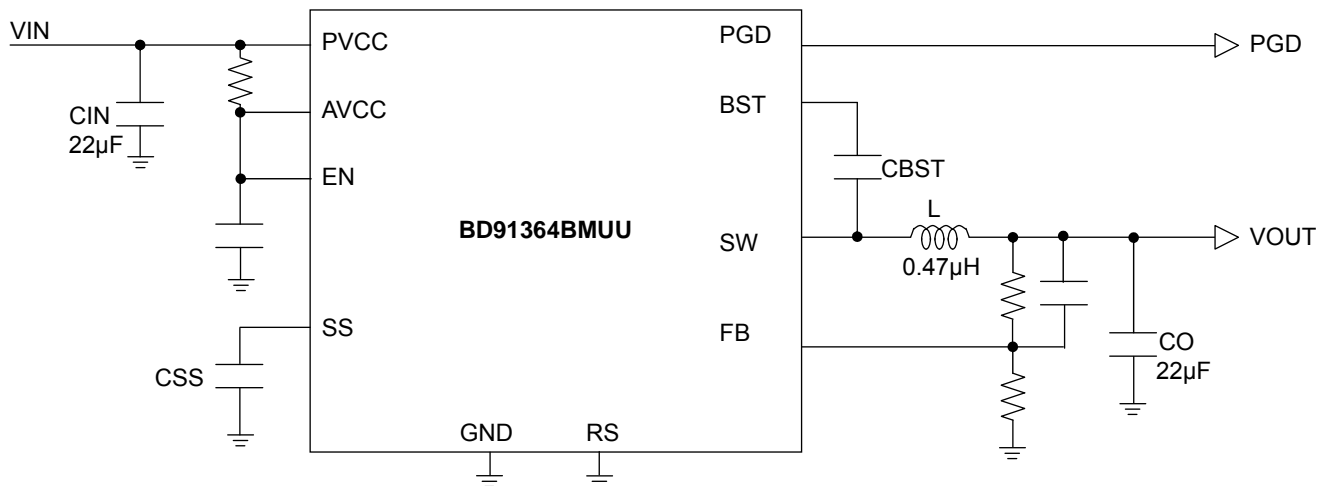 VIN
PVCC
PGD
PGD
CIN
22µF
AVCC
BST
CBST
EN
BD91364BMUU
SW
L
0.47µH
VOUT
SS
FB
CO
22µF
CSS
GND
RS